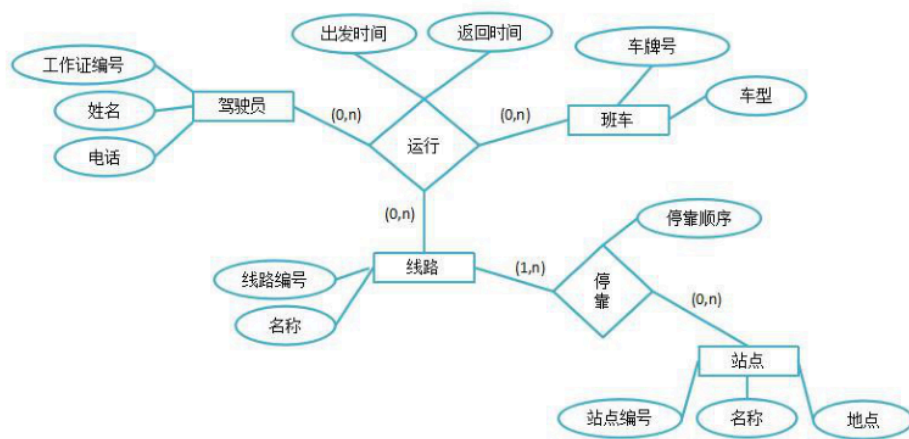 出发时间
返回时间
车牌号
工作证编号
驾驶员
(0,n)
(0,n)
班车
车型
姓名
运行
电话
(0,n)
停靠顺序
线路
(1,n)
停
靠
(0,n)
线路编号
名称
站点
站点编号
名称
地点